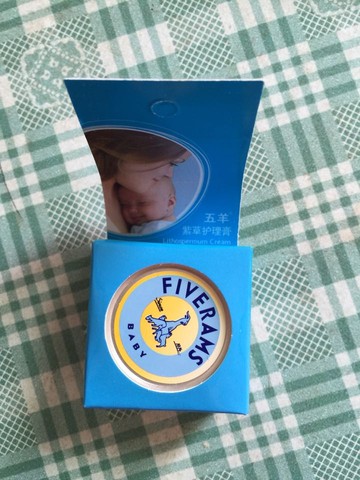 五羊
紫草护理膏
Lithospermum Cream
FIVERAMS
BABY